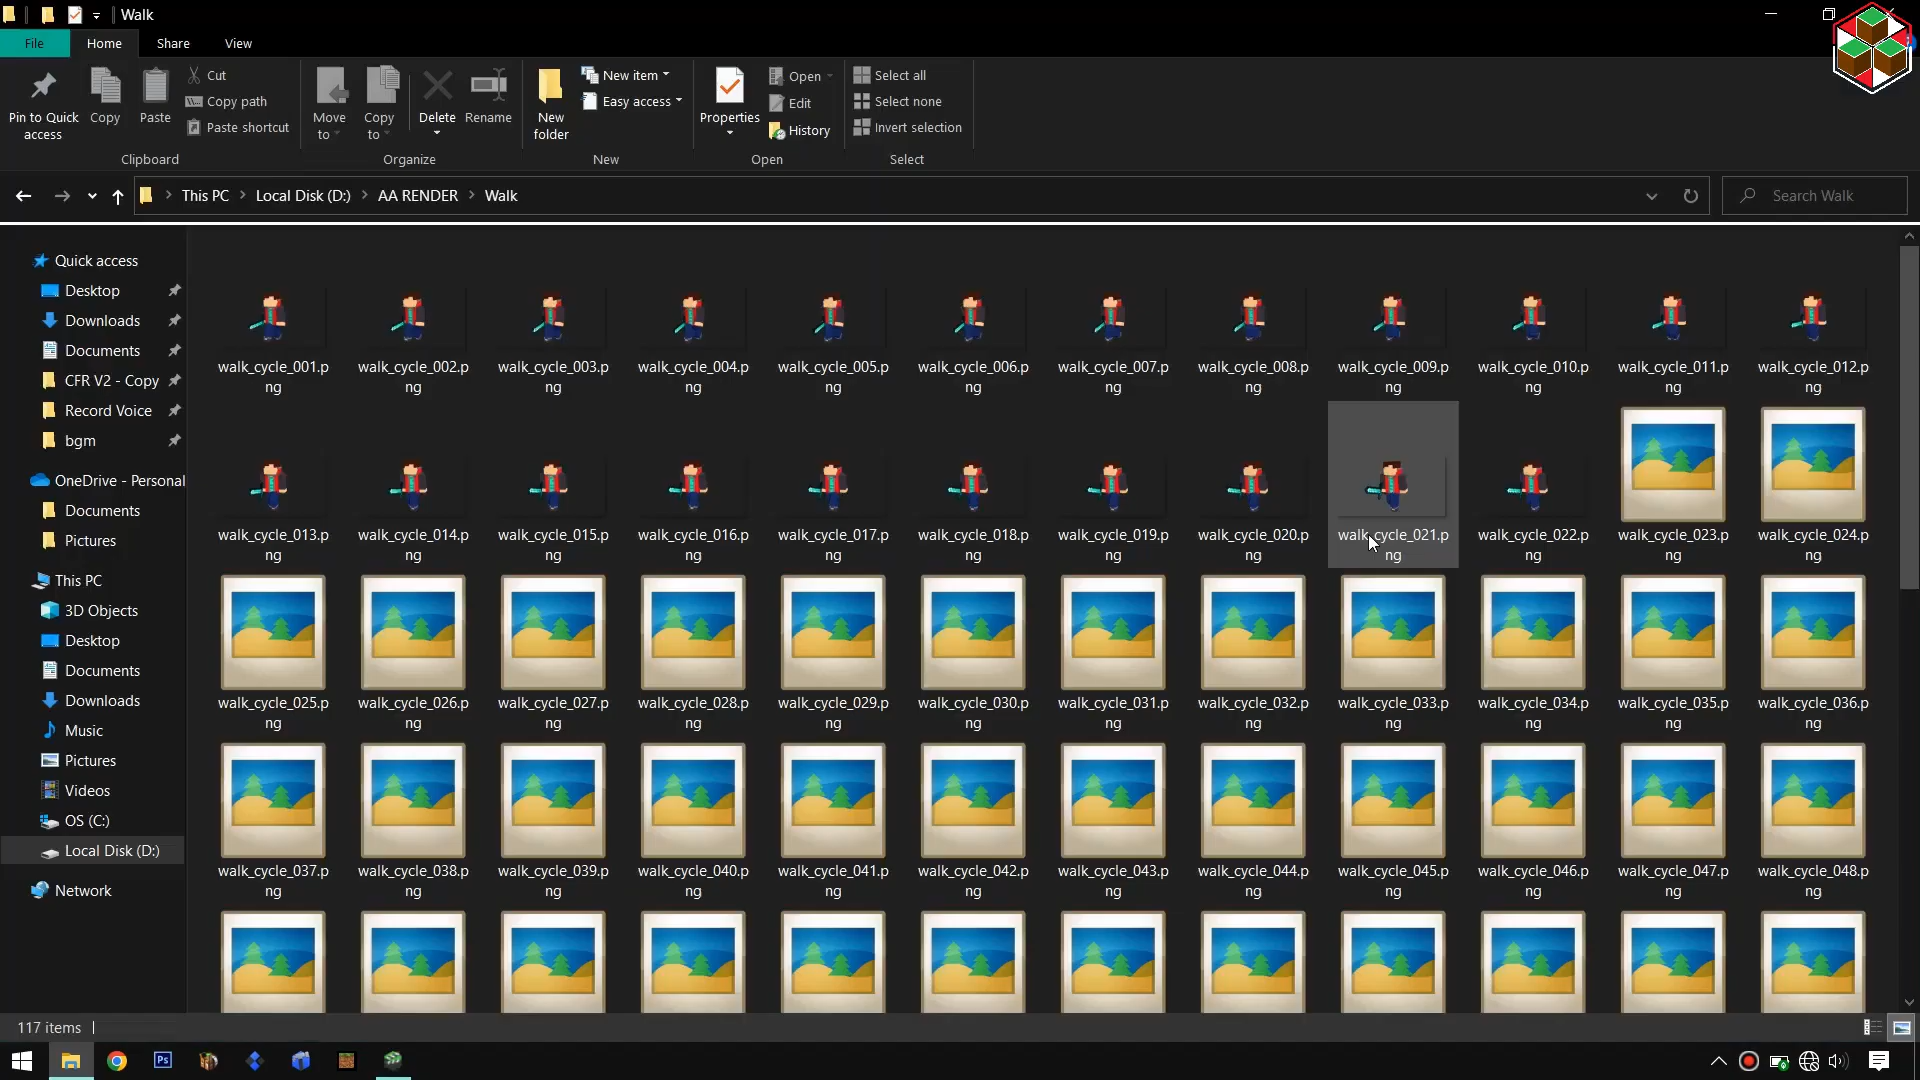 Walk
File Home Share View
Pin to Quick access
Copy
Paste
Cut
Copy path
Paste shortcut
Clipboard
Move to
Copy to
Delete
Rename
Organize
New folder
New item
Easy access
New
Properties
Open
Edit
History
Open
Select all
Select none
Invert selection
Select
This PC > Local Disk (D:) > AA RENDER > Walk
Search Walk
Quick access
Desktop
Downloads
Documents
CFR V2 - Copy
Record Voice
bgm
OneDrive - Personal
Documents
Pictures
This PC
3D Objects
Desktop
Documents
Downloads
Music
Pictures
Videos
OS (C:)
Local Disk (D:)
Network
walk_cycle_001.png walk_cycle_002.png walk_cycle_003.png walk_cycle_004.png walk_cycle_005.png walk_cycle_006.png walk_cycle_007.png walk_cycle_008.png walk_cycle_009.png walk_cycle_010.png walk_cycle_011.png walk_cycle_012.png
walk_cycle_013.png walk_cycle_014.png walk_cycle_015.png walk_cycle_016.png walk_cycle_017.png walk_cycle_018.png walk_cycle_019.png walk_cycle_020.png walk_cycle_021.png walk_cycle_022.png walk_cycle_023.png walk_cycle_024.png
walk_cycle_025.png walk_cycle_026.png walk_cycle_027.png walk_cycle_028.png walk_cycle_029.png walk_cycle_030.png walk_cycle_031.png walk_cycle_032.png walk_cycle_033.png walk_cycle_034.png walk_cycle_035.png walk_cycle_036.png
walk_cycle_037.png walk_cycle_038.png walk_cycle_039.png walk_cycle_040.png walk_cycle_041.png walk_cycle_042.png walk_cycle_043.png walk_cycle_044.png walk_cycle_045.png walk_cycle_046.png walk_cycle_047.png walk_cycle_048.png
117 items
Ps